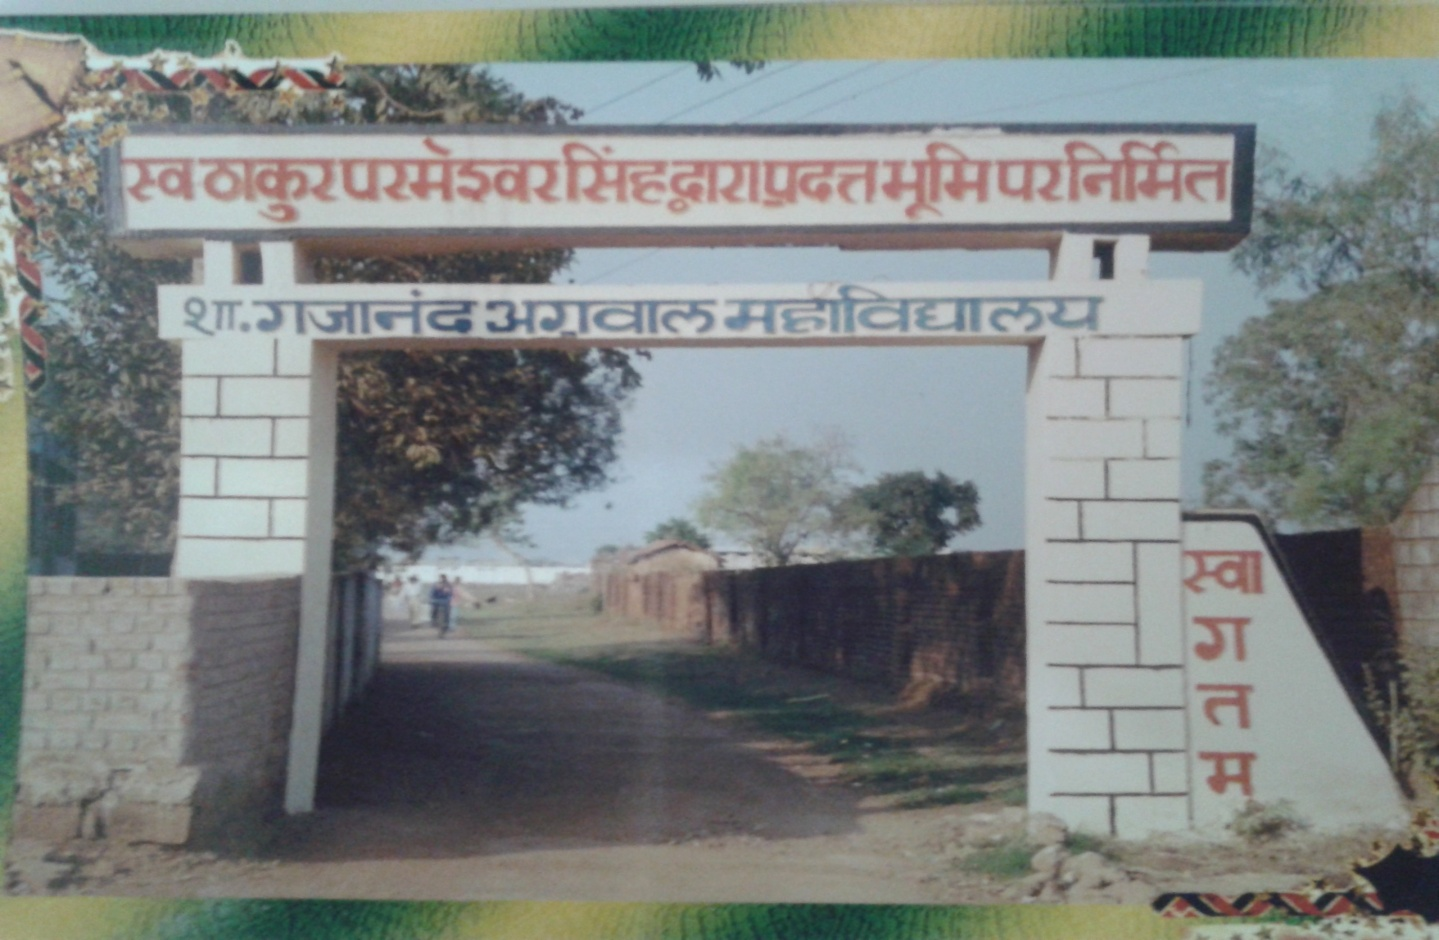 स्व ठाकुर परमेश्वर सिंह द्वारा प्रदत्त भूमि पर निर्मित
शा. गजानंद अग्रवाल महाविद्यालय
स्वा
ग
त
म